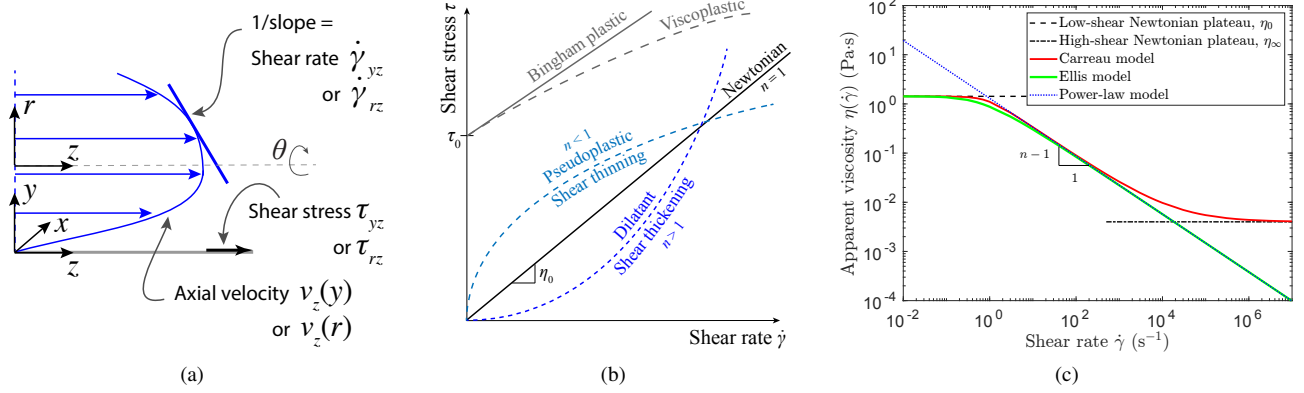 1/slope =
Shear rate γ̇yz
or γ̇rz
r
z
θ
y
x
z
Shear stress τyz
or τrz
Axial velocity vz(y)
or vz(r)
(a)
Shear stress τ
τ0
Bingham plastic
Viscoplastic
Newtonian
n = 1
n < 1
Pseudoplastic
Shear thinning
Dilatant
Shear thickening
n > 1
η0
Shear rate γ̇
(b)
Apparent viscosity η(γ̇) (Pa·s)
10^2
10^1
10^0
10^-1
10^-2
10^-3
10^-4
Low-shear Newtonian plateau, η0
High-shear Newtonian plateau, η∞
Carreau model
Ellis model
Power-law model
n − 1
1
10^-2
10^0
10^2
10^4
10^6
Shear rate γ̇ (s^-1)
(c)